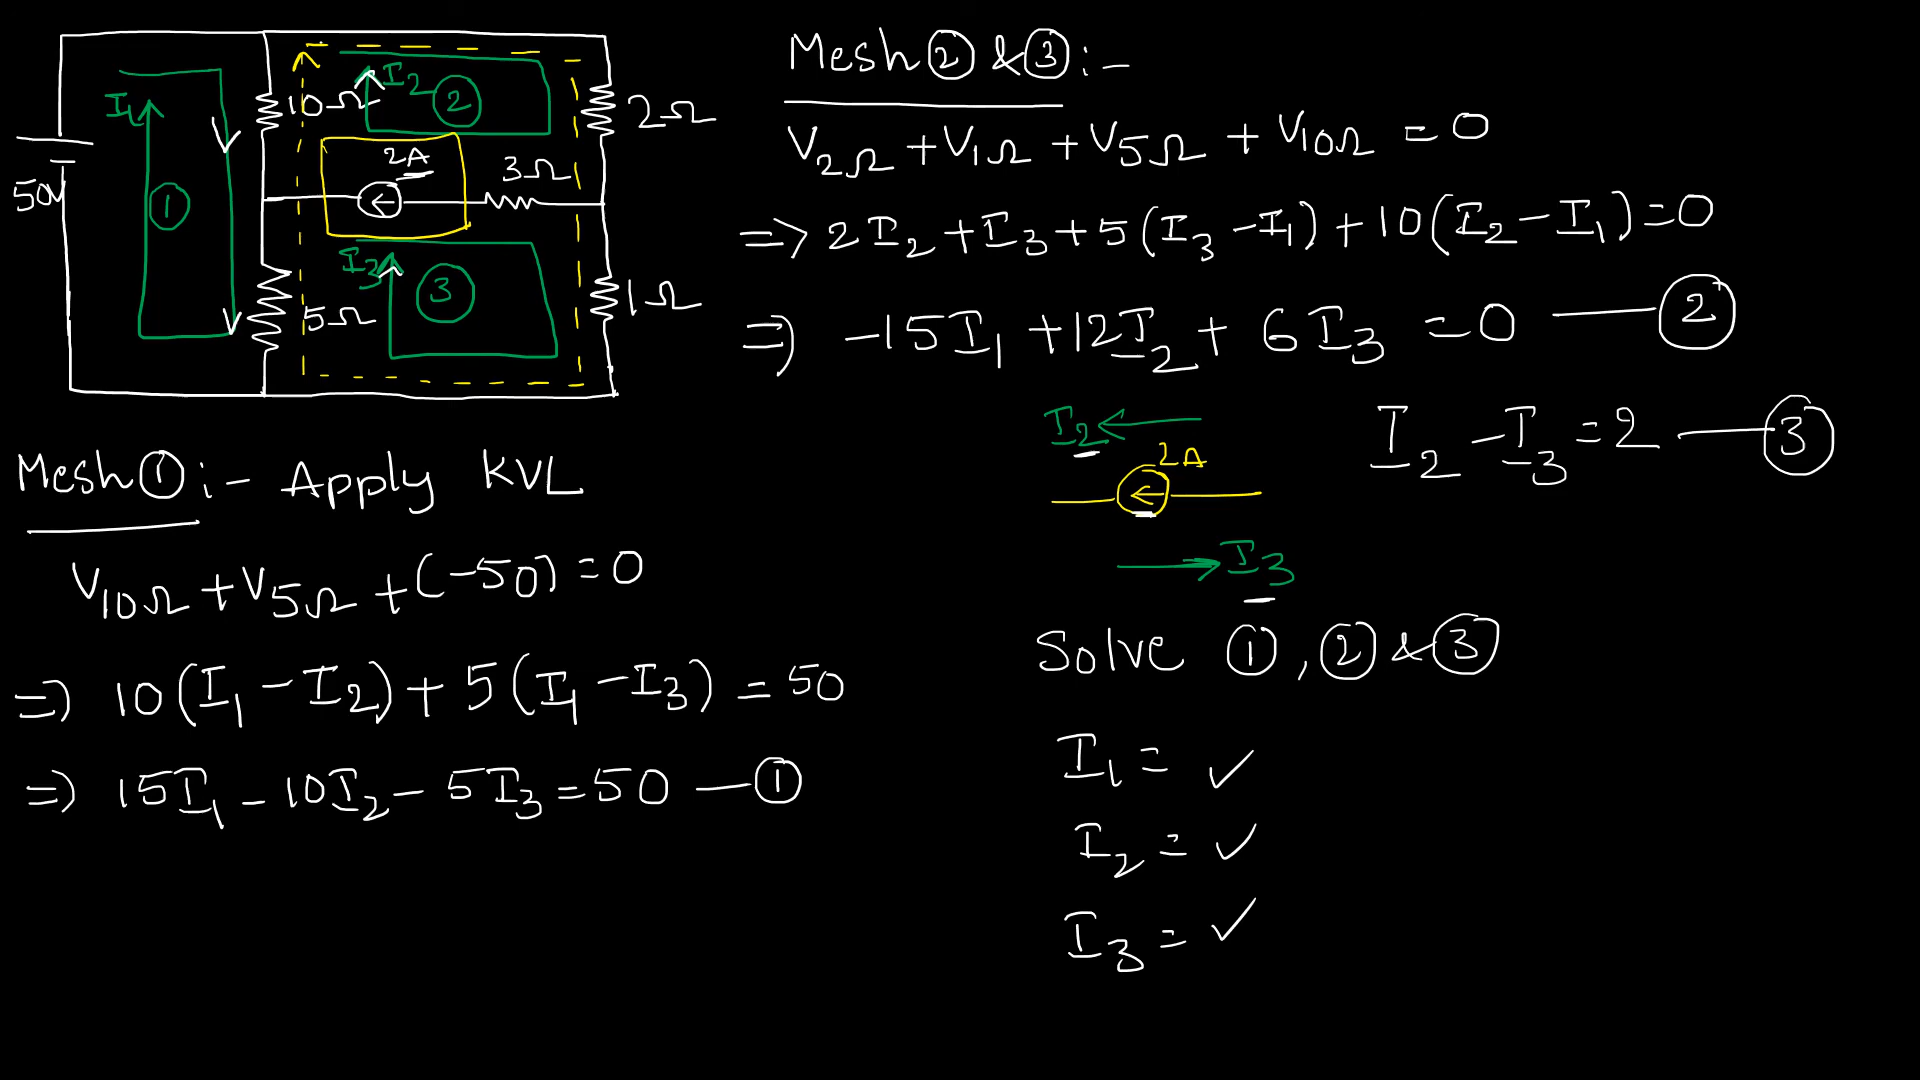 50V
I₁
①
10Ω
I₂
②
2Ω
2A
3Ω
I₃
③
5Ω
1Ω
Mesh ① :- Apply KVL
V10Ω + V5Ω + (-50) = 0
=> 10(I₁ - I₂) + 5(I₁ - I₃) = 50
=> 15I₁ - 10I₂ - 5I₃ = 50 — ①
Mesh ② & ③ :-
V2Ω + V1Ω + V5Ω + V10Ω = 0
=> 2I₂ + I₃ + 5(I₃ - I₁) + 10(I₂ - I₁) = 0
=> -15I₁ + 12I₂ + 6I₃ = 0 — ②
I₂
2A
I₃
I₂ - I₃ = 2 — ③
Solve ①, ② & ③
I₁ = ✓
I₂ = ✓
I₃ = ✓